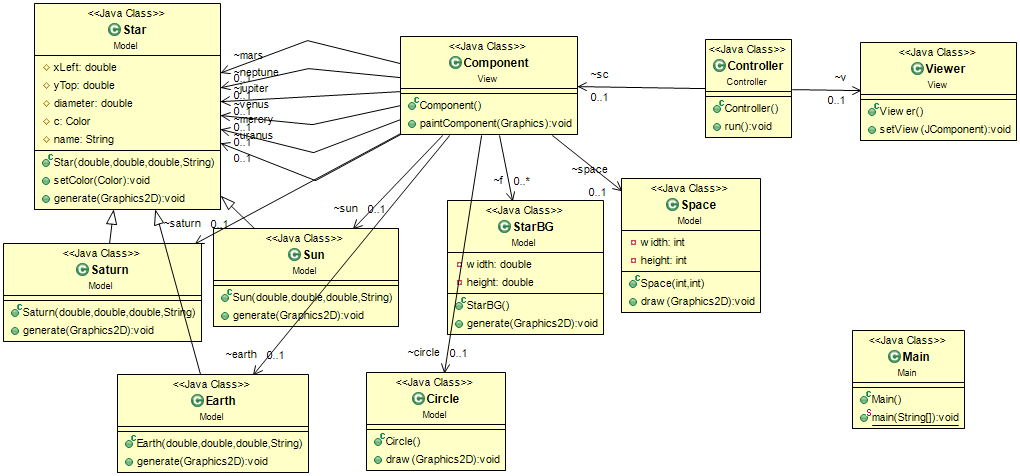 <<Java Class>>
Star
Model
xLeft: double
yTop: double
diameter: double
c: Color
name: String
Star(double,double,double,String)
setColor(Color):void
generate(Graphics2D):void
~mars
0..1
~neptune
0..1
~jupiter
0..1
~venus
0..1
~mercry
0..1
~uranus
0..1
<<Java Class>>
Component
View
Component()
paintComponent(Graphics):void
~sc
0..1
<<Java Class>>
Controller
Controller
Controller()
run():void
~v
0..1
<<Java Class>>
Viewer
View
Viewer()
setView(JComponent):void
~saturn 0..1
~sun 0..1
~f 0..*
~space
0..1
<<Java Class>>
Saturn
Model
Saturn(double,double,double,String)
generate(Graphics2D):void
<<Java Class>>
Sun
Model
Sun(double,double,double,String)
generate(Graphics2D):void
<<Java Class>>
StarBG
Model
width: double
height: double
StarBG()
generate(Graphics2D):void
<<Java Class>>
Space
Model
width: int
height: int
Space(int,int)
draw(Graphics2D):void
~earth 0..1
~circle 0..1
<<Java Class>>
Earth
Model
Earth(double,double,double,String)
generate(Graphics2D):void
<<Java Class>>
Circle
Model
Circle()
draw(Graphics2D):void
<<Java Class>>
Main
Main
Main()
main(String[]):void